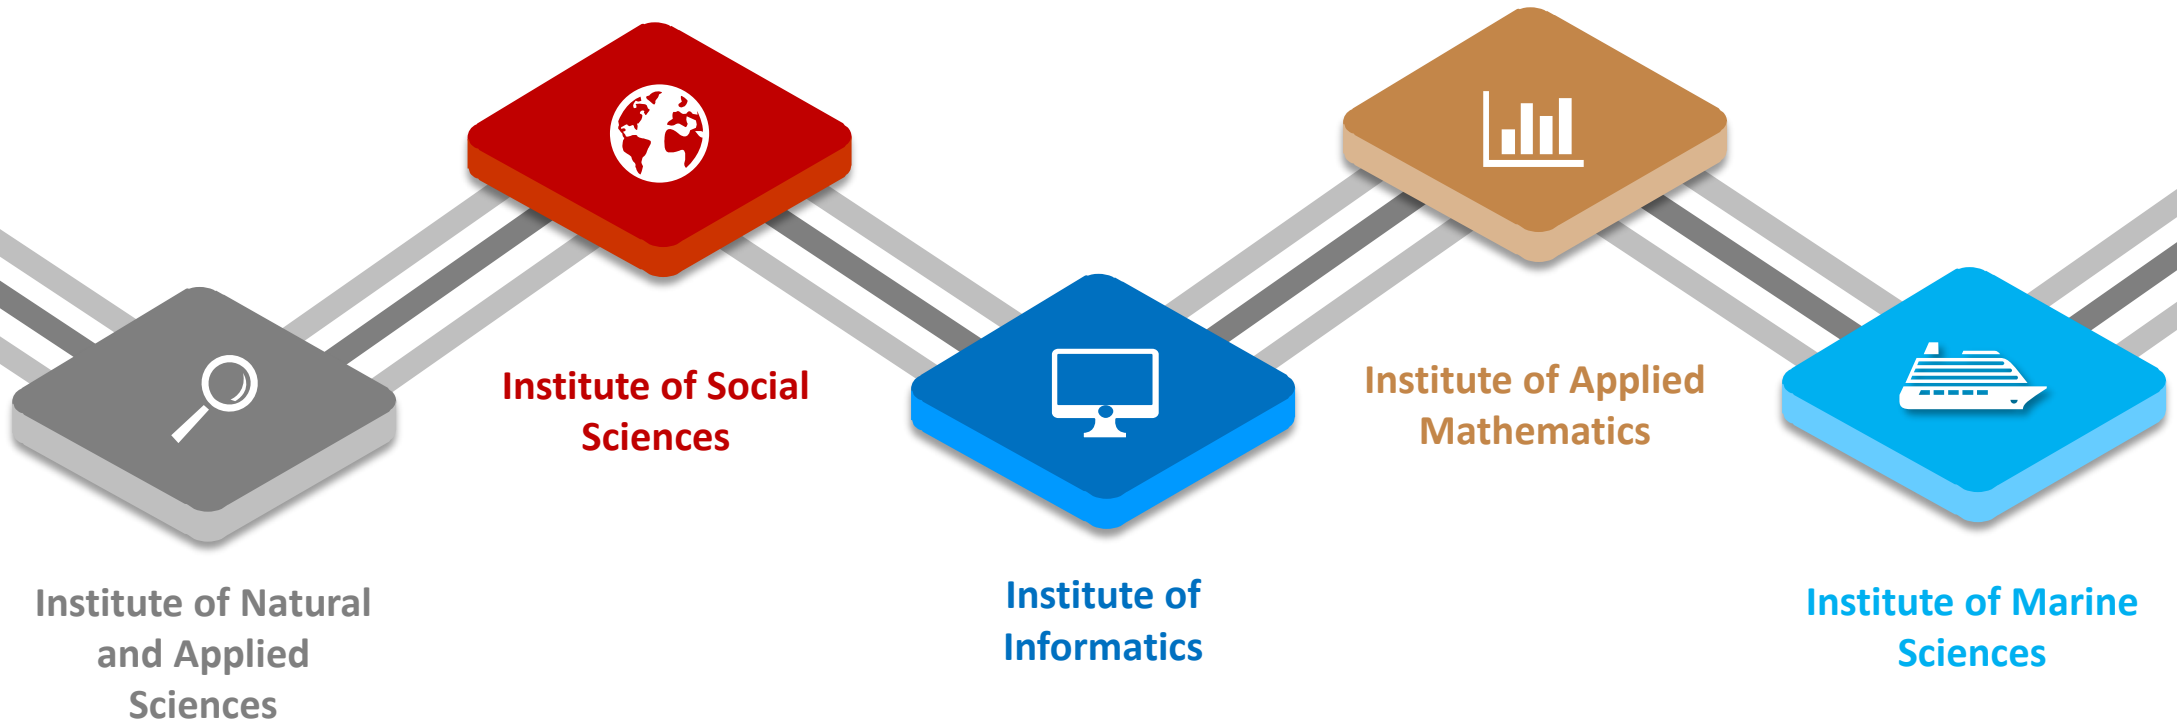 Institute of Natural
and Applied
Sciences
Institute of Social
Sciences
Institute of
Informatics
Institute of Applied
Mathematics
Institute of Marine
Sciences